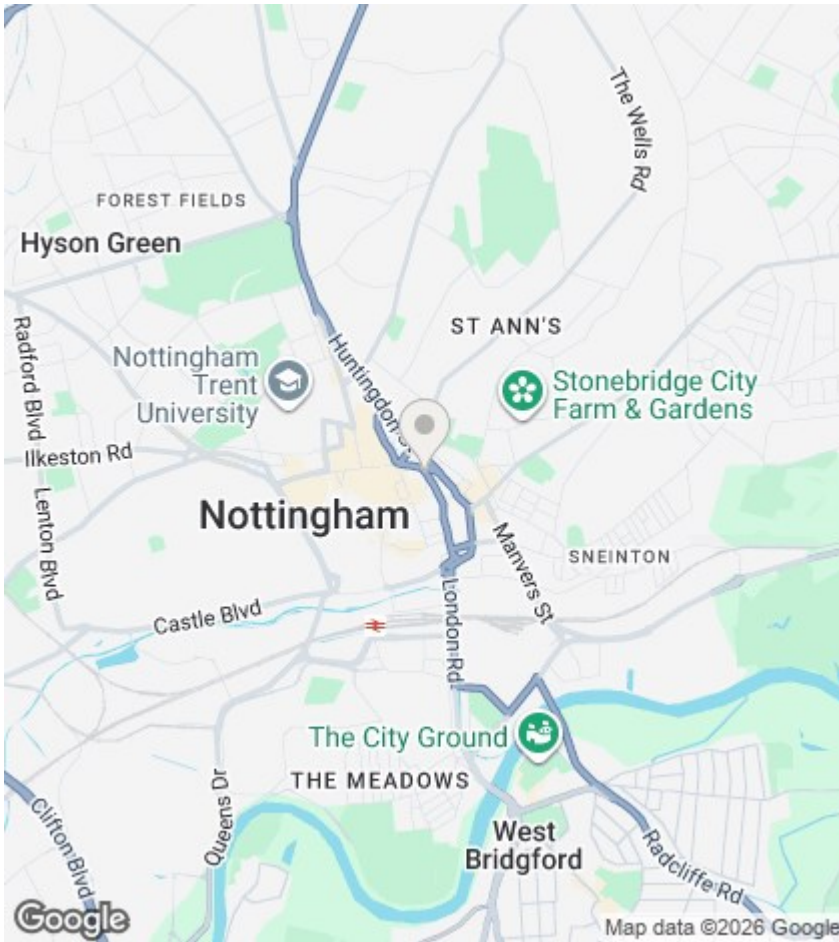 The Wells Rd
FOREST FIELDS
Hyson Green
ST ANN'S
Huntingdon St
Nottingham
Trent
University
Radford Blvd
Stonebridge City
Farm & Gardens
Ilkeston Rd
Nottingham
Lenton Blvd
Manvers St
SNEINTON
Castle Blvd
London Rd
The City Ground
THE MEADOWS
Queens Dr
Clifton Blvd
West
Bridgford
Radcliffe Rd
Google
Map data ©2026 Google